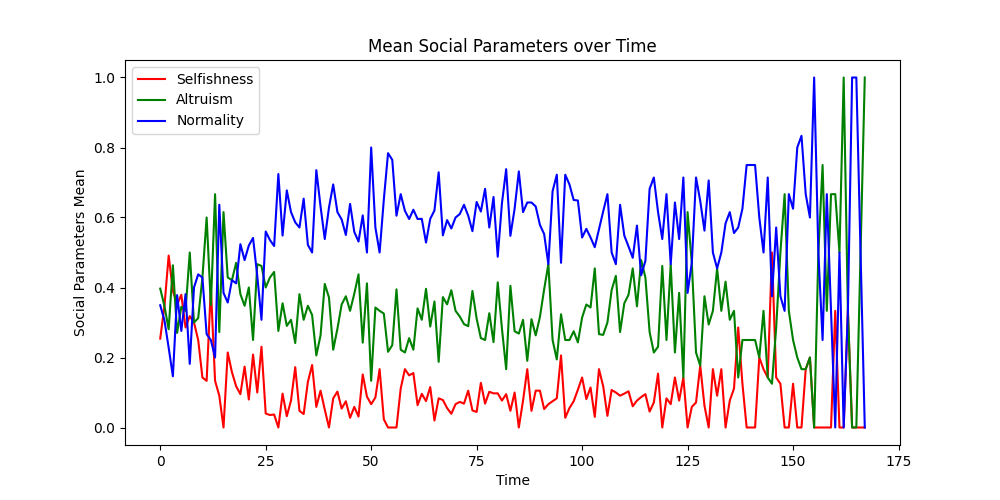 Mean Social Parameters over Time
Selfishness
Altruism
Normality
Social Parameters Mean
1.0
0.8
0.6
0.4
0.2
0.0
0
25
50
75
100
125
150
175
Time